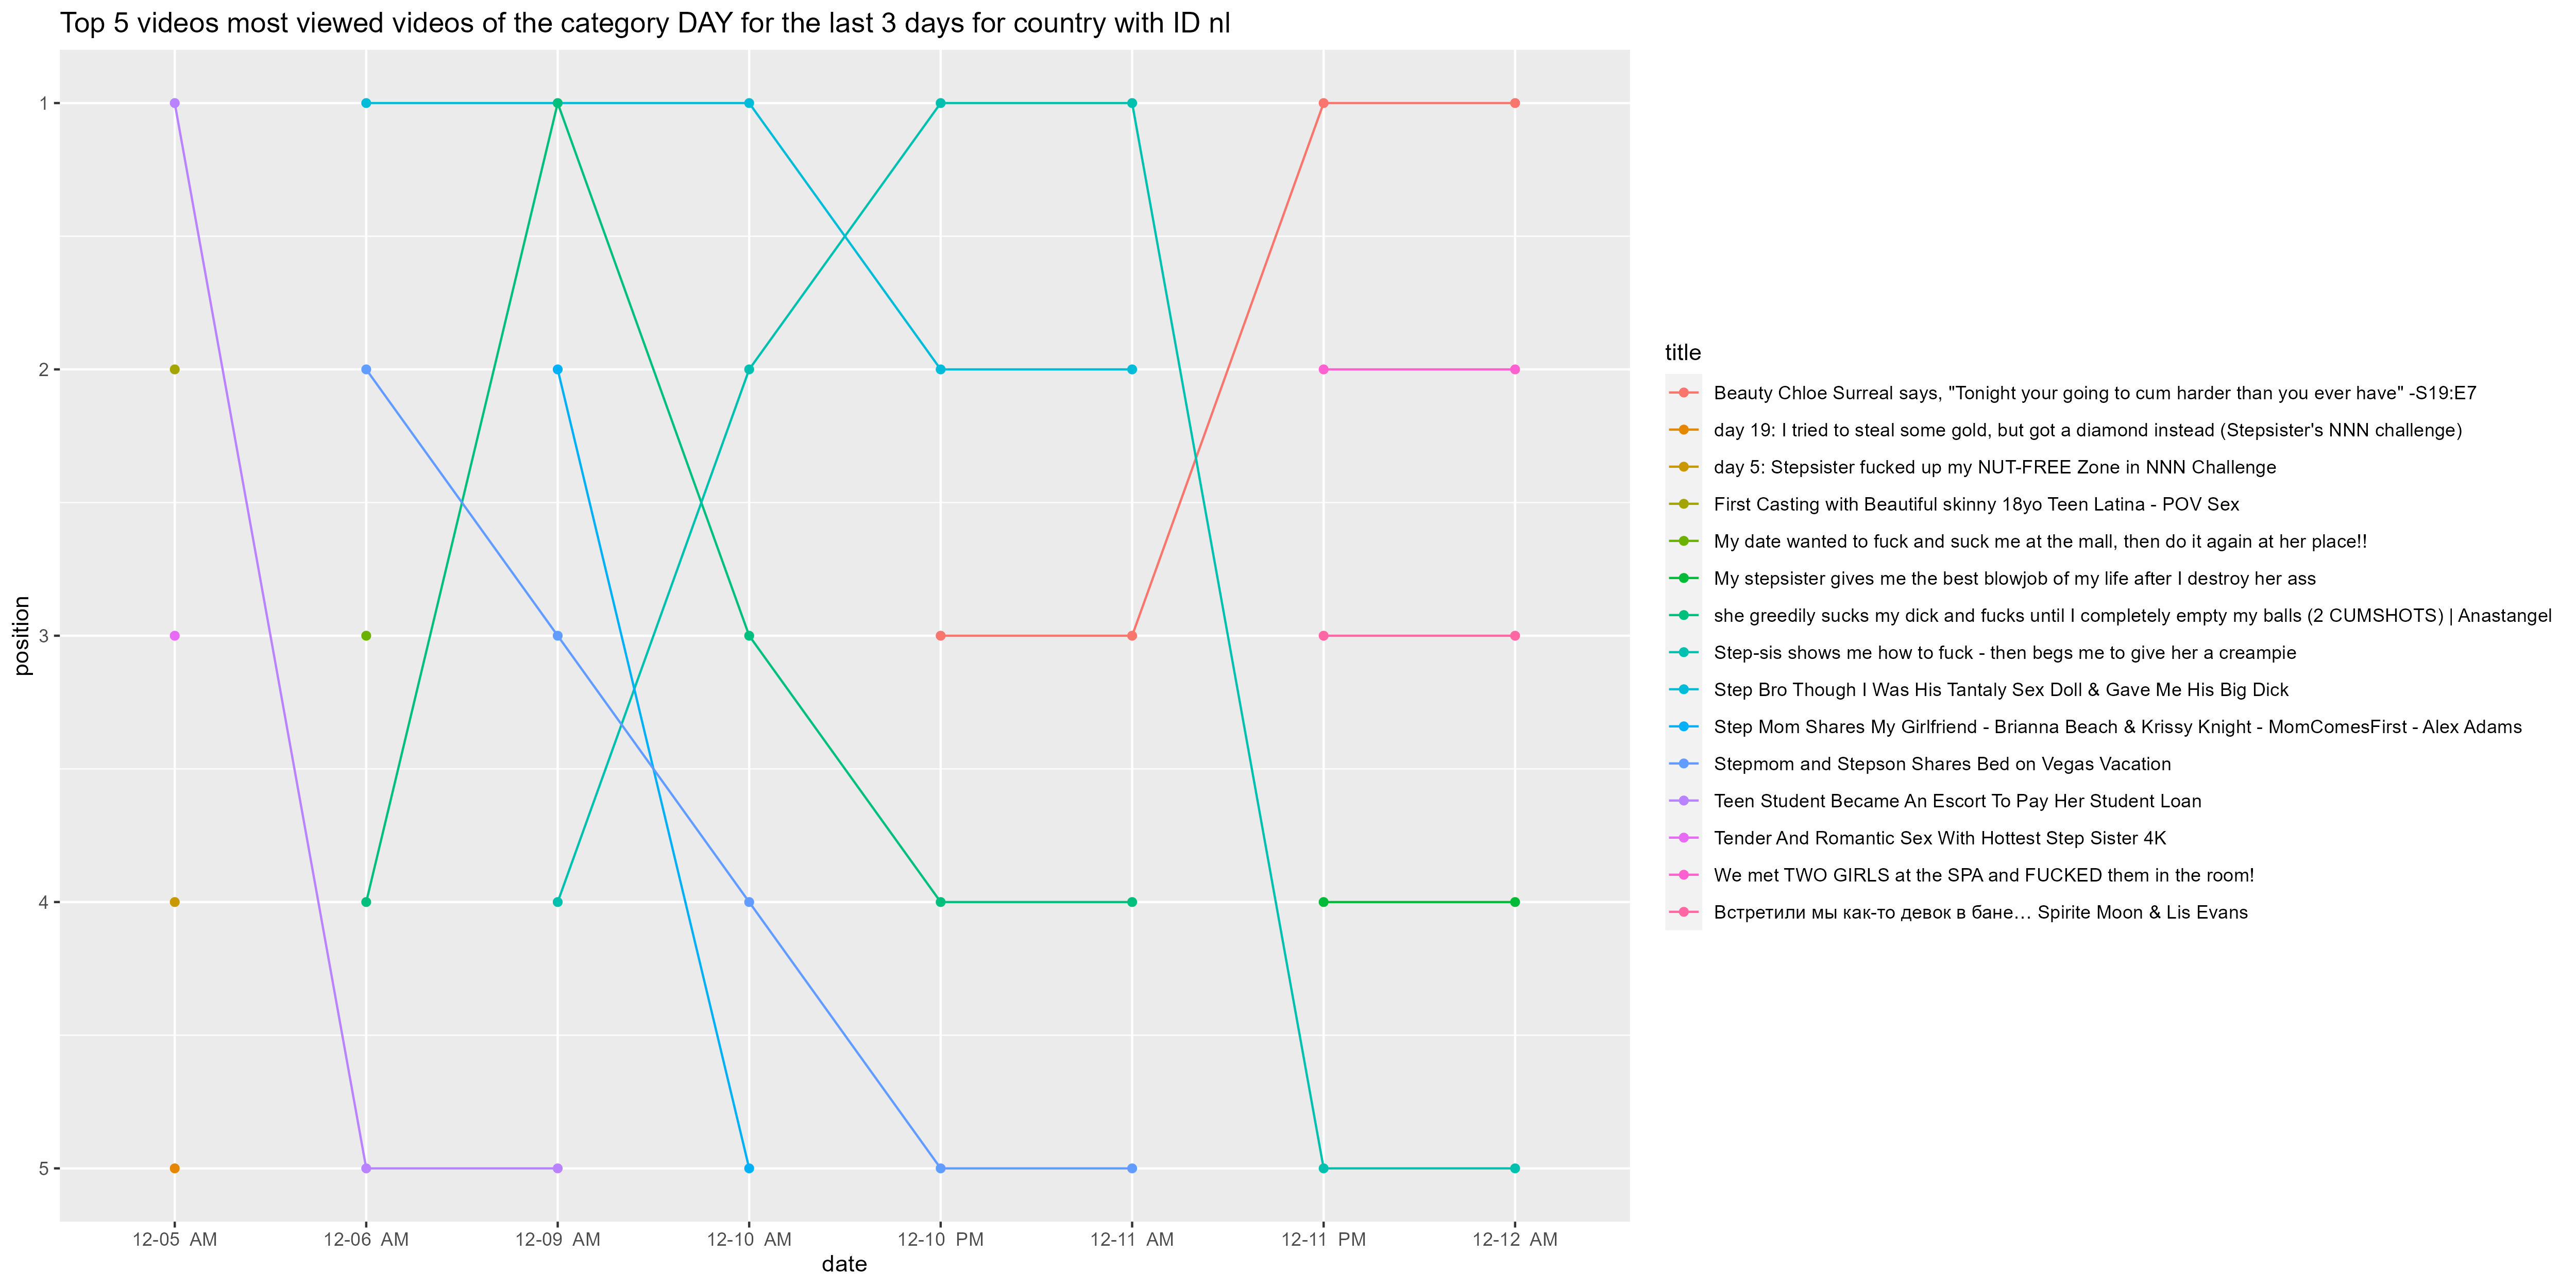 Top 5 videos most viewed videos of the category DAY for the last 3 days for country with ID nl
position
1
2
3
4
5
12-05 AM
12-06 AM
12-09 AM
12-10 AM
12-10 PM
12-11 AM
12-11 PM
12-12 AM
date
title
Beauty Chloe Surreal says, "Tonight your going to cum harder than you ever have" -S19:E7
day 19: I tried to steal some gold, but got a diamond instead (Stepsister's NNN challenge)
day 5: Stepsister fucked up my NUT-FREE Zone in NNN Challenge
First Casting with Beautiful skinny 18yo Teen Latina - POV Sex
My date wanted to fuck and suck me at the mall, then do it again at her place!!
My stepsister gives me the best blowjob of my life after I destroy her ass
she greedily sucks my dick and fucks until I completely empty my balls (2 CUMSHOTS) | Anastangel
Step-sis shows me how to fuck - then begs me to give her a creampie
Step Bro Though I Was His Tantaly Sex Doll & Gave Me His Big Dick
Step Mom Shares My Girlfriend - Brianna Beach & Krissy Knight - MomComesFirst - Alex Adams
Stepmom and Stepson Shares Bed on Vegas Vacation
Teen Student Became An Escort To Pay Her Student Loan
Tender And Romantic Sex With Hottest Step Sister 4K
We met TWO GIRLS at the SPA and FUCKED them in the room!
Встретили мы как-то девок в бане… Spirite Moon & Lis Evans